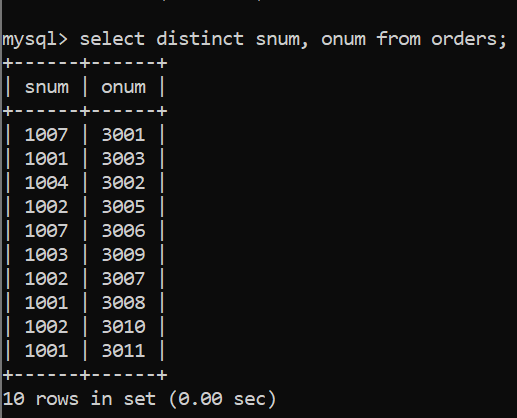 mysql> select distinct snum, onum from orders;
+------+------+
| snum | onum |
+------+------+
| 1007 | 3001 |
| 1001 | 3003 |
| 1004 | 3002 |
| 1002 | 3005 |
| 1007 | 3006 |
| 1003 | 3009 |
| 1002 | 3007 |
| 1001 | 3008 |
| 1002 | 3010 |
| 1001 | 3011 |
+------+------+
10 rows in set (0.00 sec)